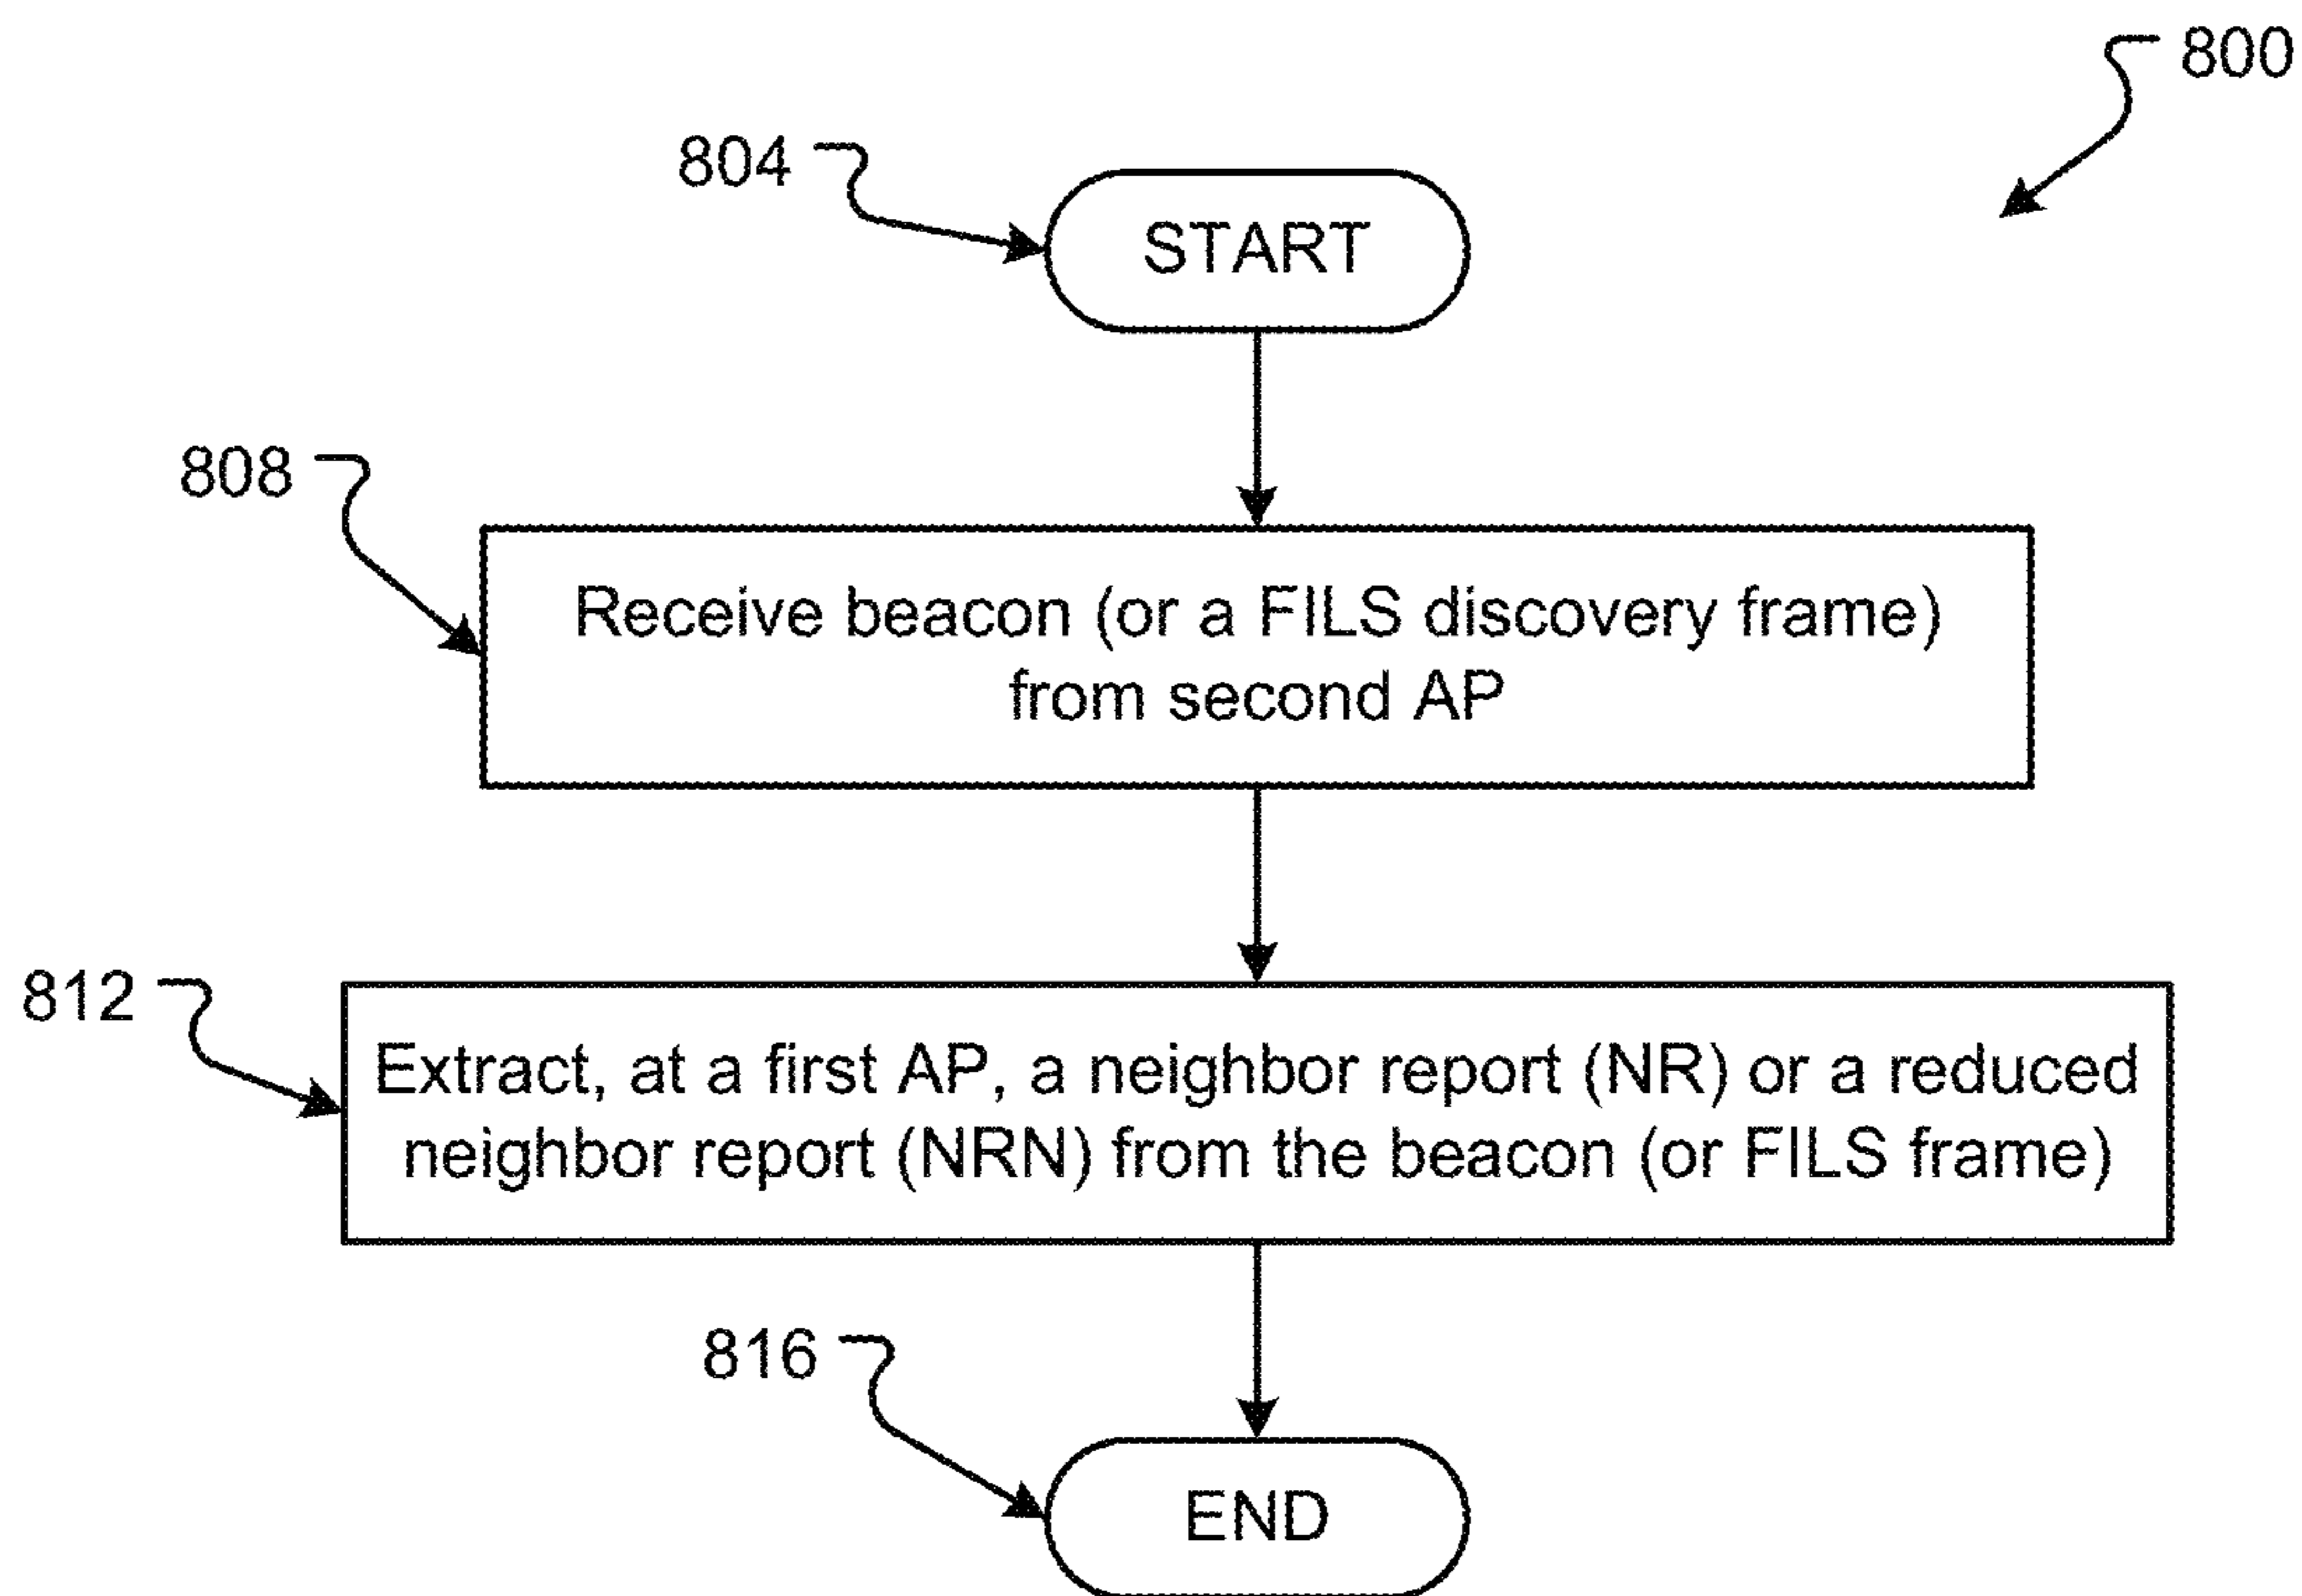 800
804
START
808
Receive beacon (or a FILS discovery frame)
from second AP
812
Extract, at a first AP, a neighbor report (NR) or a reduced
neighbor report (NRN) from the beacon (or FILS frame)
816
END